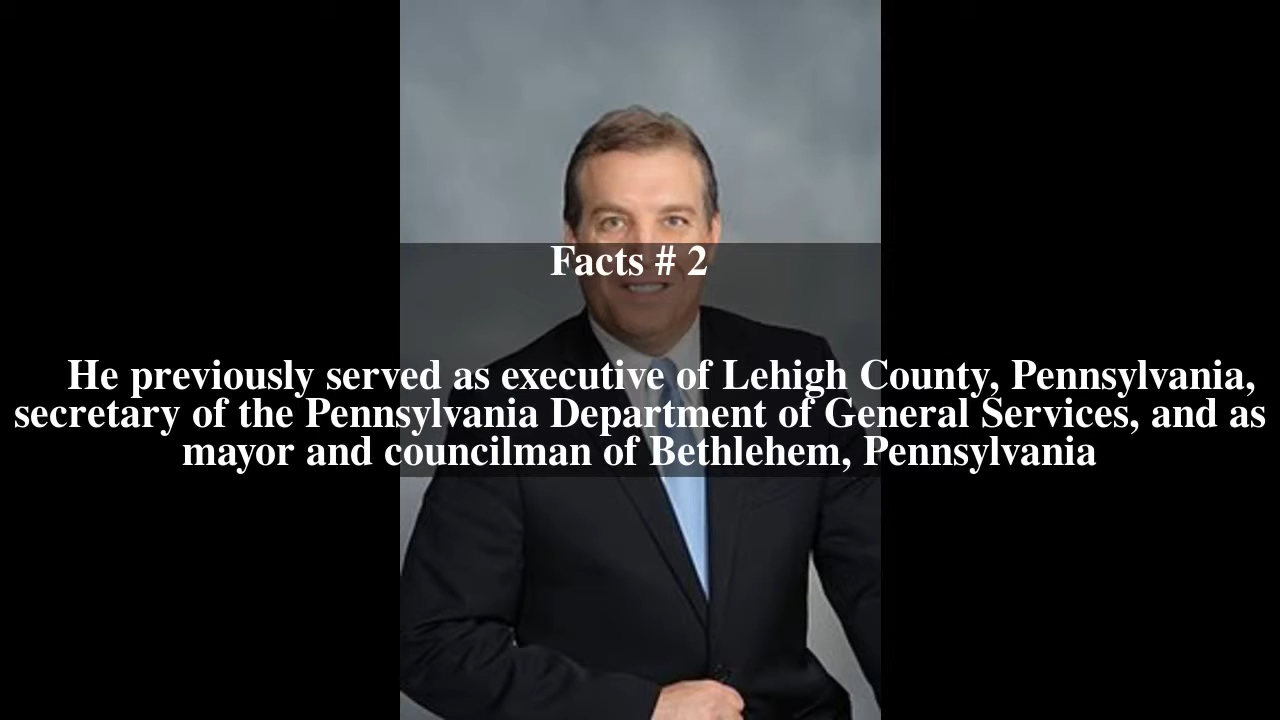 Facts # 2
He previously served as executive of Lehigh County, Pennsylvania,
secretary of the Pennsylvania Department of General Services, and as
mayor and councilman of Bethlehem, Pennsylvania